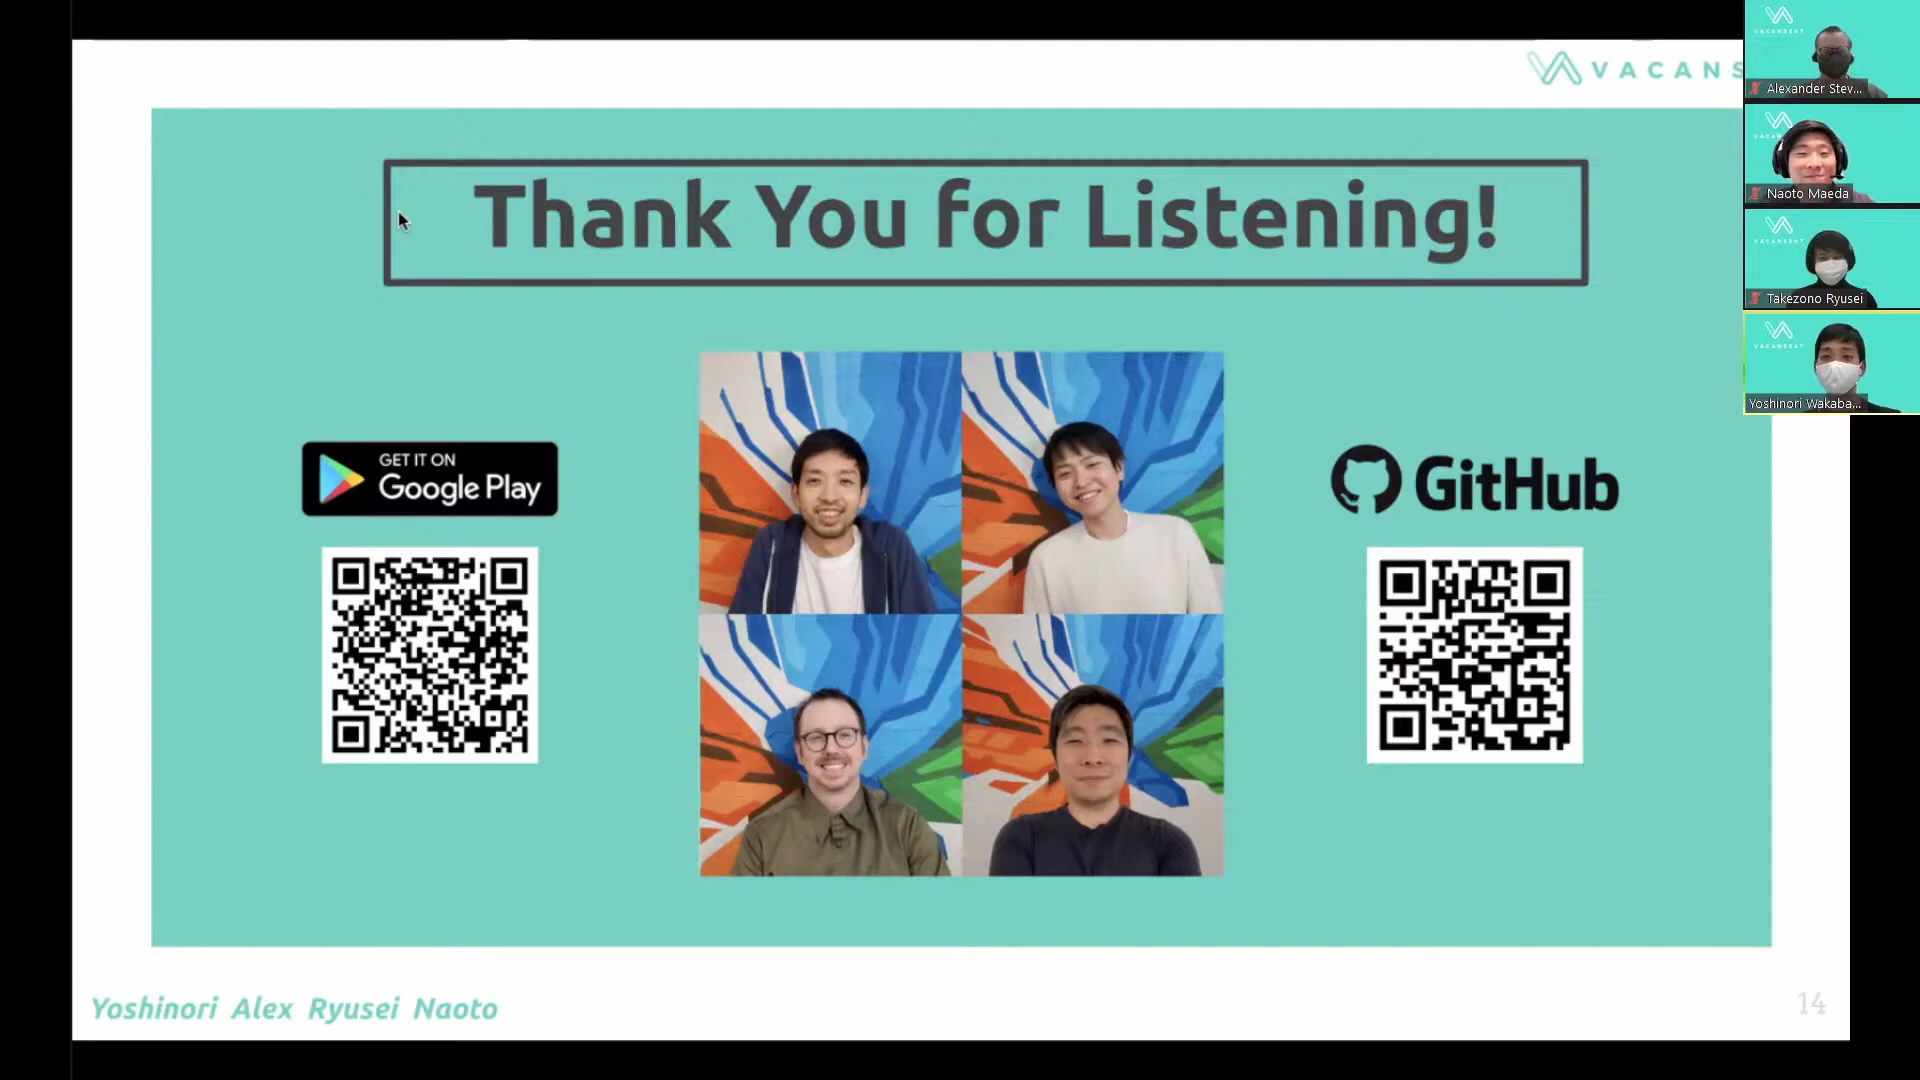 VACANS
Thank You for Listening!
GET IT ON
Google Play
GitHub
Yoshinori Alex Ryusei Naoto
14
Alexander Stev...
Naoto Maeda
Takezono Ryusei
VACANSEAT
Yoshinori Wakaba...